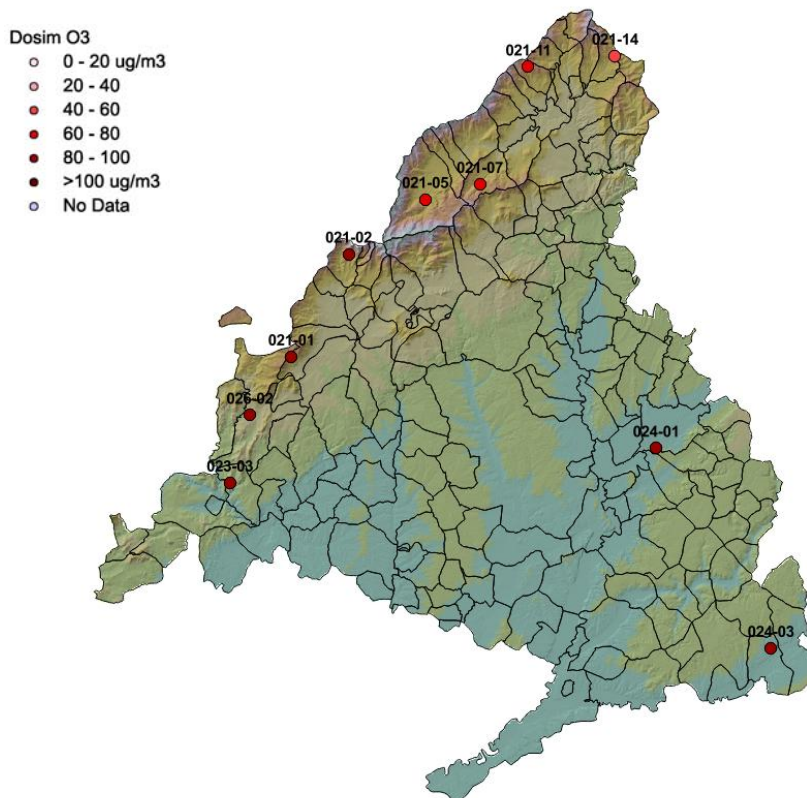 Dosim O3
0 - 20 ug/m3
20 - 40
40 - 60
60 - 80
80 - 100
>100 ug/m3
No Data
021-14
021-11
021-07
021-05
021-02
021-01
026-02
024-01
023-03
024-03